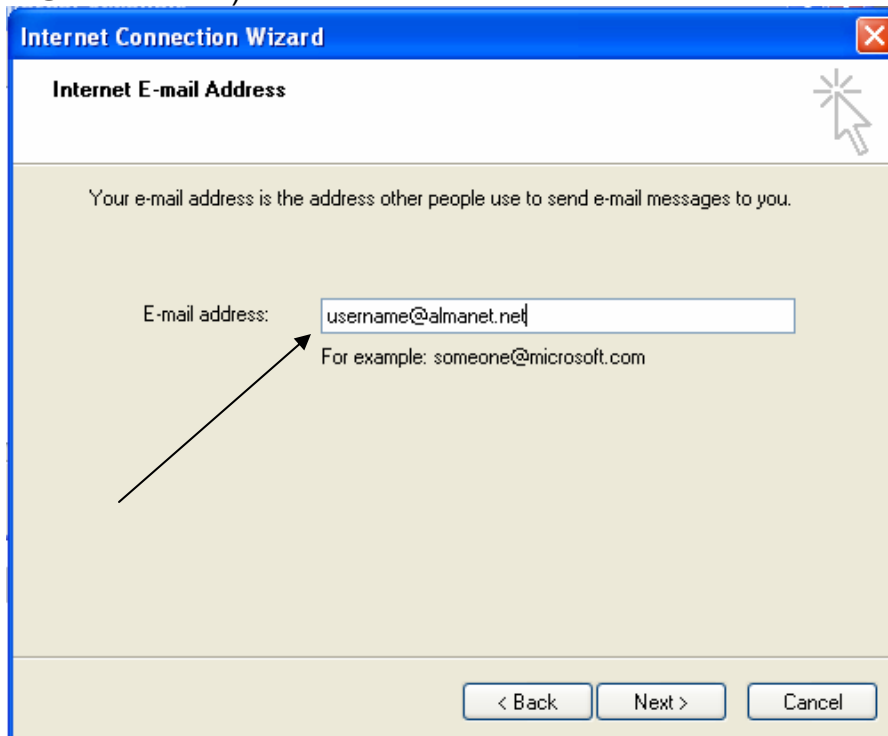 Internet Connection Wizard
Internet E-mail Address
Your e-mail address is the address other people use to send e-mail messages to you.
E-mail address:
username@almanet.net
For example: someone@microsoft.com
< Back
Next >
Cancel